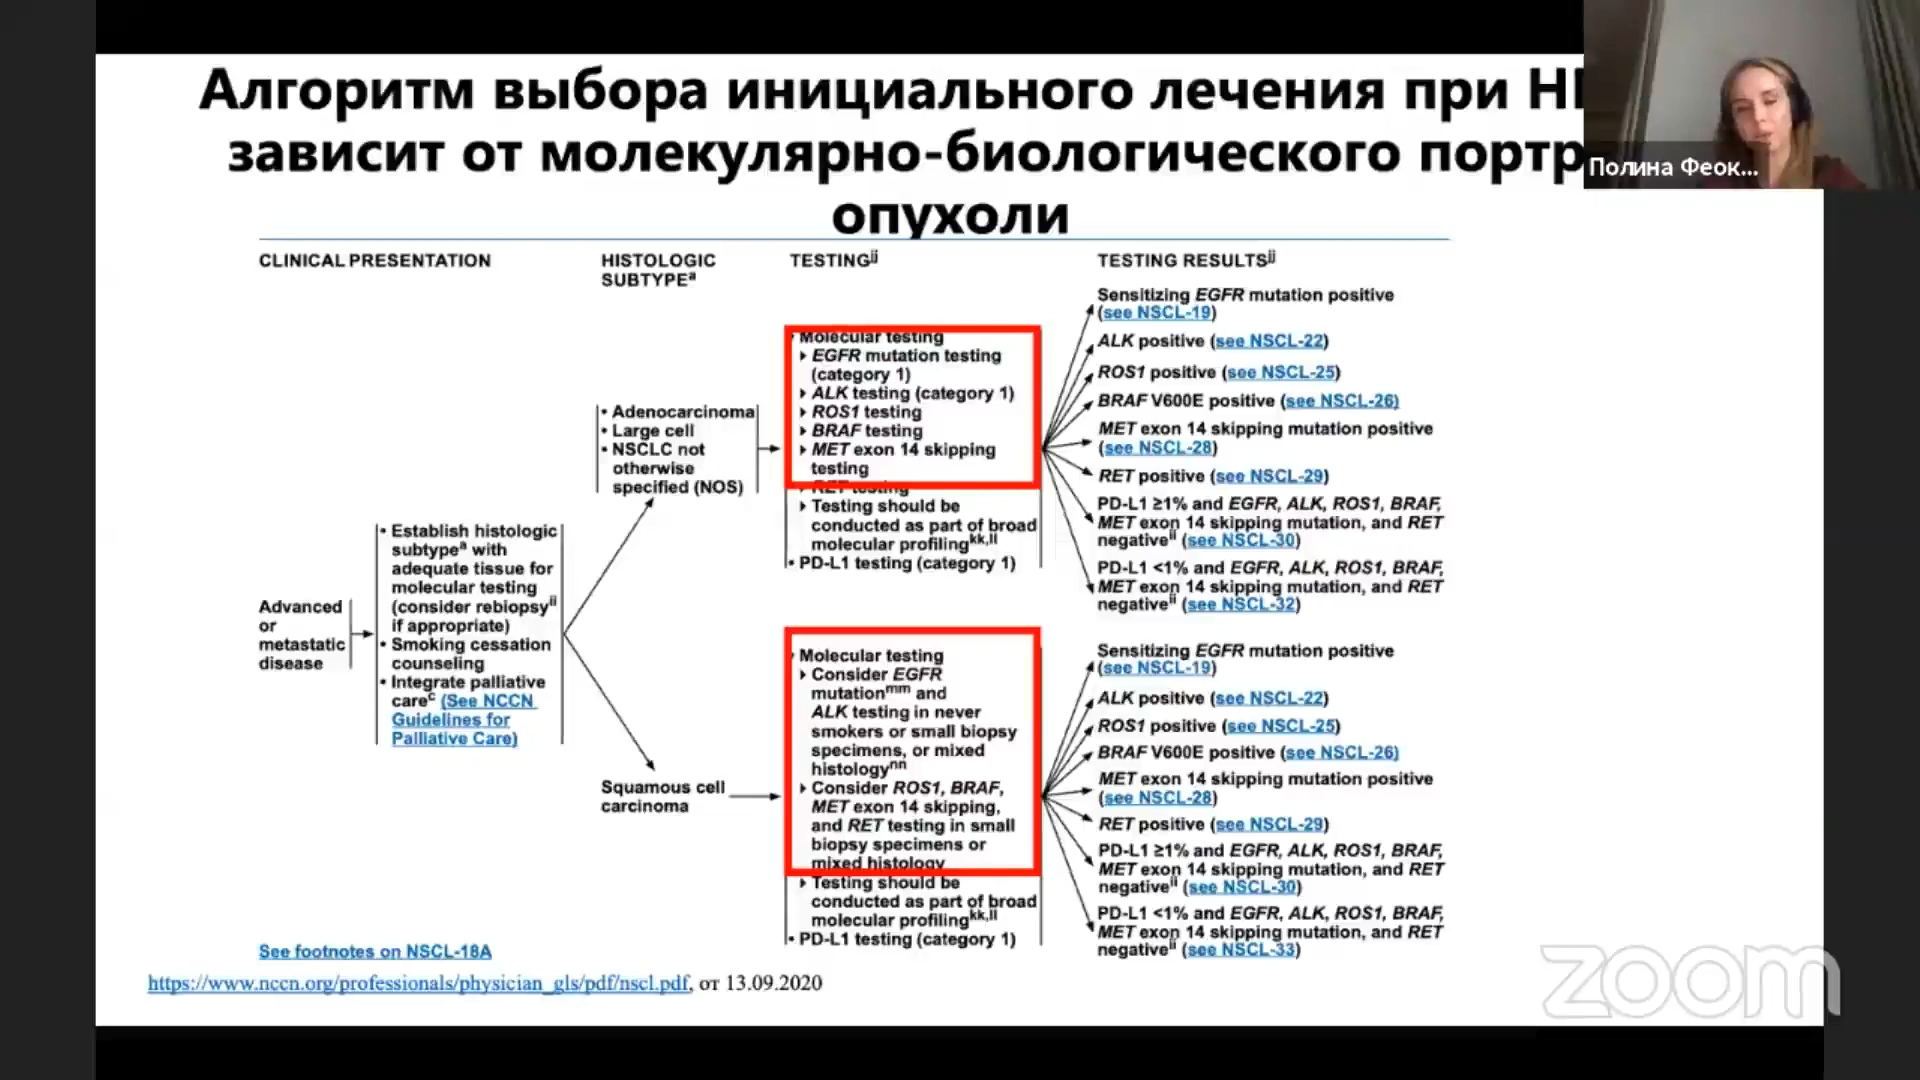 Алгоритм выбора инициального лечения при
зависит от молекулярно-биологического
опухоли
Полина Феок...
CLINICAL PRESENTATION
HISTOLOGIC
SUBTYPEª
TESTINGjj
TESTING RESULTSjj
Advanced
or
metastatic
disease
• Establish histologic
subtypeª with
adequate tissue for
molecular testing
(consider rebiopsyii
if appropriate)
• Smoking cessation
counseling
• Integrate palliative
carec (See NCCN
Guidelines for
Palliative Care)
• Adenocarcinoma
• Large cell
• NSCLC not
otherwise
specified (NOS)
• Molecular testing
▸ EGFR mutation testing
(category 1)
▸ ALK testing (category 1)
▸ ROS1 testing
▸ BRAF testing
▸ MET exon 14 skipping
testing
▸ RET testing
▸ Testing should be
conducted as part of broad
molecular profilingkk,ll
• PD-L1 testing (category 1)
Sensitizing EGFR mutation positive
(see NSCL-19)
ALK positive (see NSCL-22)
ROS1 positive (see NSCL-25)
BRAF V600E positive (see NSCL-26)
MET exon 14 skipping mutation positive
(see NSCL-28)
RET positive (see NSCL-29)
PD-L1 ≥1% and EGFR, ALK, ROS1, BRAF,
MET exon 14 skipping mutation, and RET
negativeii (see NSCL-30)
PD-L1 <1% and EGFR, ALK, ROS1, BRAF,
MET exon 14 skipping mutation, and RET
negativeii (see NSCL-32)
Squamous cell
carcinoma
• Molecular testing
▸ Consider EGFR
mutationmm and
ALK testing in never
smokers or small biopsy
specimens, or mixed
histologynn
▸ Consider ROS1, BRAF,
MET exon 14 skipping,
and RET testing in small
biopsy specimens or
mixed histology
▸ Testing should be
conducted as part of broad
molecular profilingkk,ll
• PD-L1 testing (category 1)
Sensitizing EGFR mutation positive
(see NSCL-19)
ALK positive (see NSCL-22)
ROS1 positive (see NSCL-25)
BRAF V600E positive (see NSCL-26)
MET exon 14 skipping mutation positive
(see NSCL-28)
RET positive (see NSCL-29)
PD-L1 ≥1% and EGFR, ALK, ROS1, BRAF,
MET exon 14 skipping mutation, and RET
negativeii (see NSCL-30)
PD-L1 <1% and EGFR, ALK, ROS1, BRAF,
MET exon 14 skipping mutation, and RET
negativeii (see NSCL-33)
See footnotes on NSCL-18A
https://www.nccn.org/professionals/physician_gls/pdf/nscl.pdf, от 13.09.2020
zoom